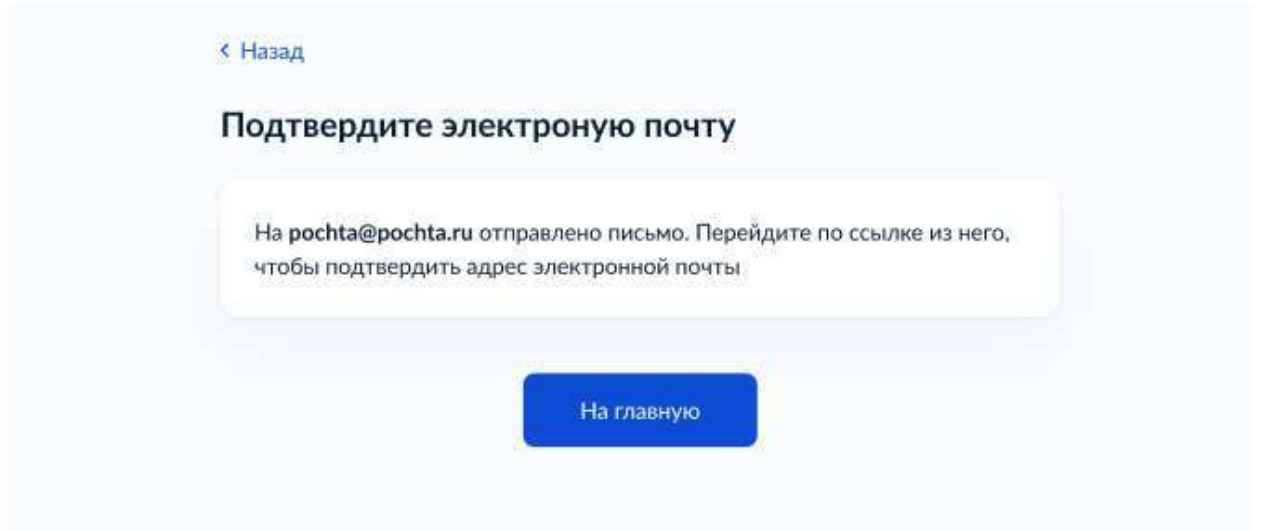 Назад
Подтвердите электроную почту
На pochta@pochta.ru отправлено письмо. Перейдите по ссылке из него,
чтобы подтвердить адрес электронной почты
На главную